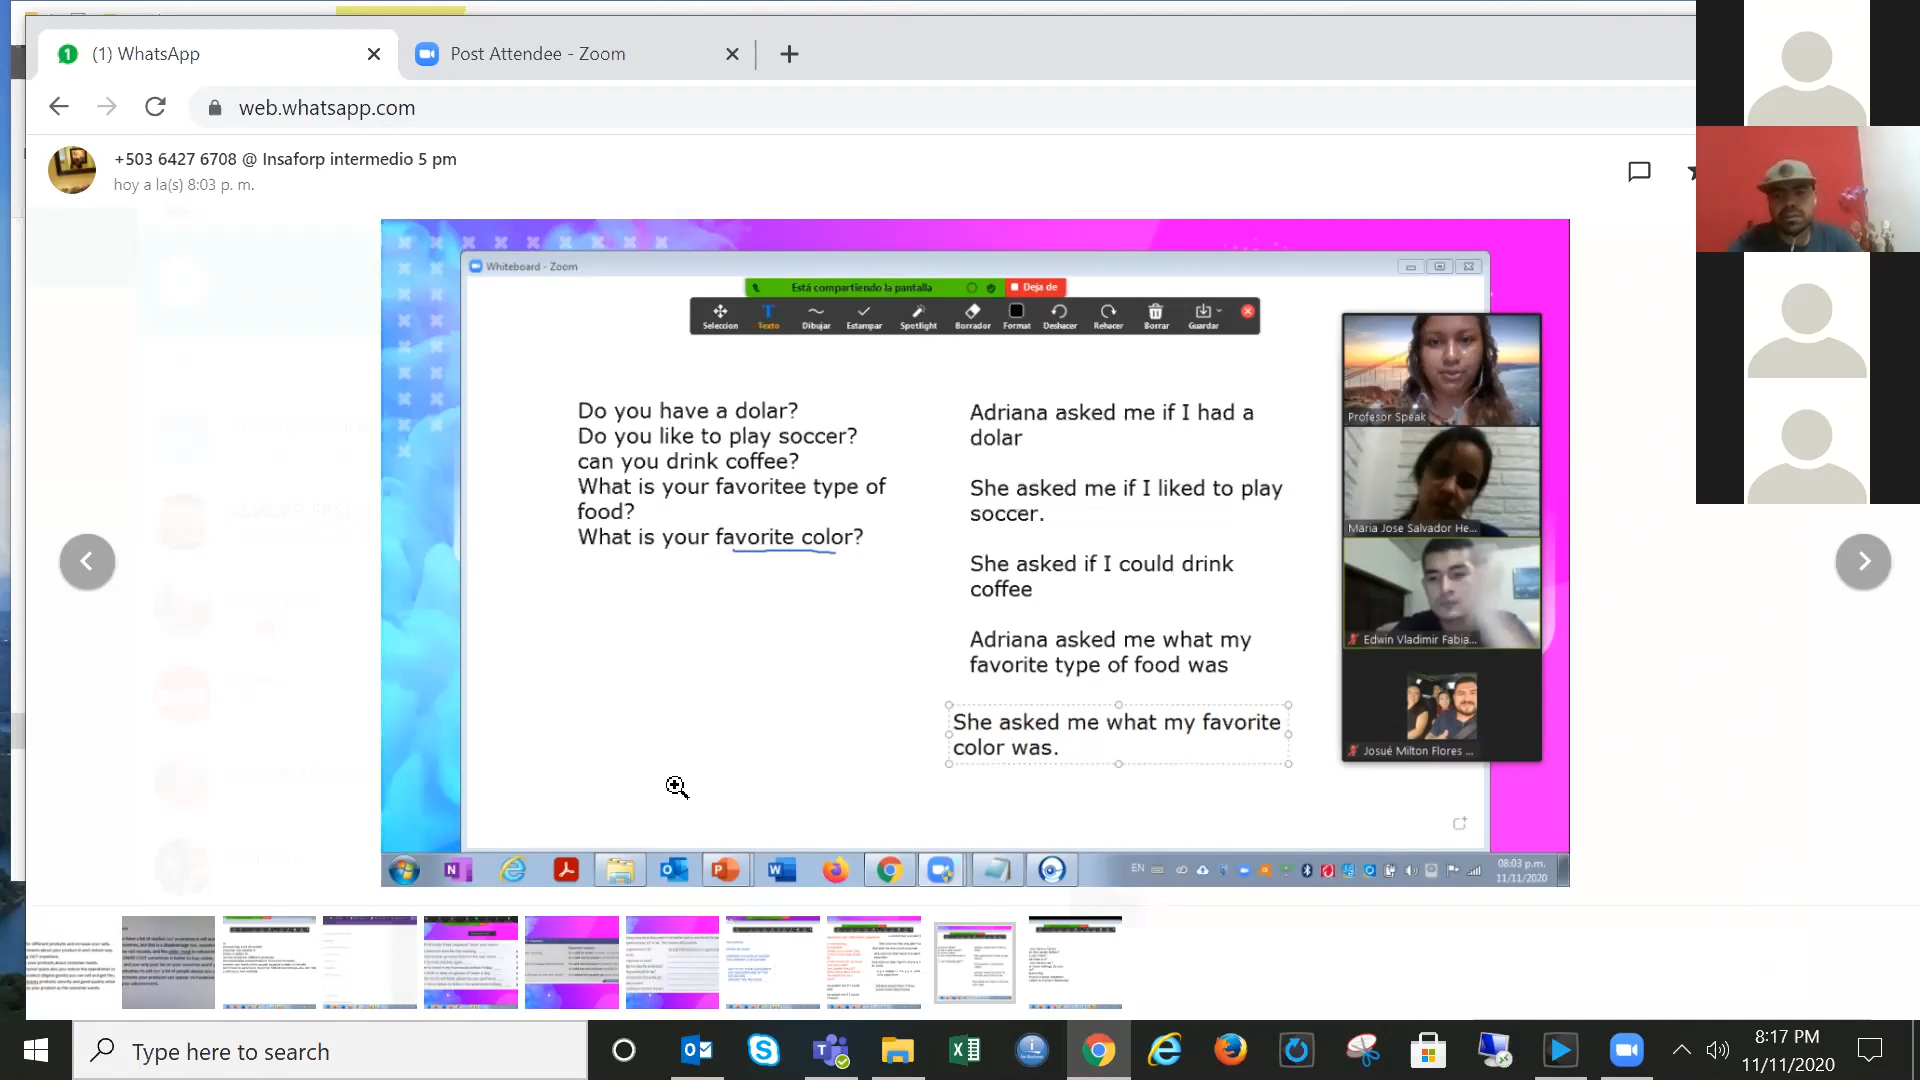 (1) WhatsApp
Post Attendee - Zoom
web.whatsapp.com
+503 6427 6708 @ Insaforp intermedio 5 pm
hoy a la(s) 8:03 p. m.
Whiteboard - Zoom
Está compartiendo la pantalla
Deja de
Seleccion
Texto
Dibujar
Estampar
Spotlight
Borrador
Format
Deshacer
Rehacer
Borrar
Guardar
Do you have a dolar?
Do you like to play soccer?
can you drink coffee?
What is your favoritee type of
food?
What is your favorite color?
Adriana asked me if I had a
dolar
She asked me if I liked to play
soccer.
She asked if I could drink
coffee
Adriana asked me what my
favorite type of food was
She asked me what my favorite
color was.
Profesor Speak
Maria Jose Salvador He...
Edwin Vladimir Fabia...
Josué Milton Flores ...
EN
08:03 p.m.
11/11/2020
Type here to search
8:17 PM
11/11/2020